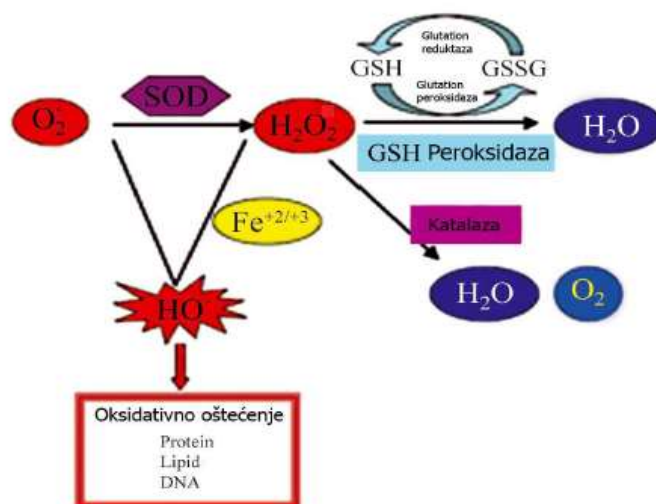 Glutation
reduktaza
GSH
GSSG
Glutation
peroksidaza
SOD
O₂⁻
H₂O₂
H₂O
GSH Peroksidaza
Fe⁺²/⁺³
Katalaza
H₂O
O₂
HO
Oksidativno oštećenje
Protein
Lipid
DNA